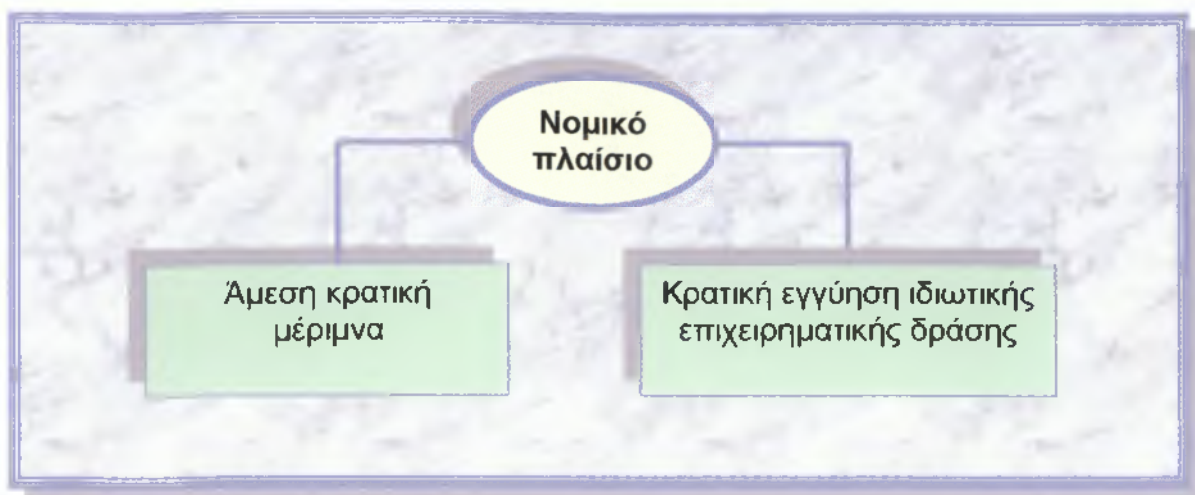 Νομικό
πλαίσιο
Άμεση κρατική
μέριμνα
Κρατική εγγύηση ιδιωτικής
επιχειρηματικής δράσης